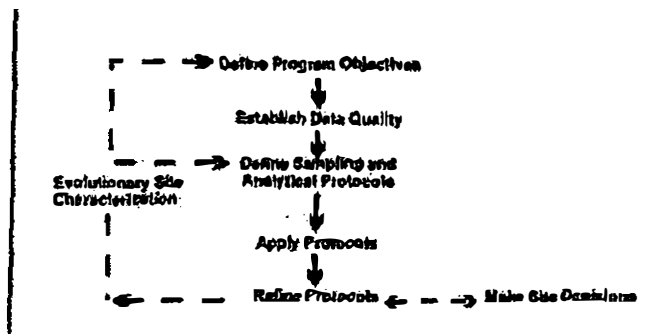 Define Program Objectives
Establish Data Quality
Define Sampling and
Analytical Protocols
Evolutionary Site
Characterization
Apply Protocols
Refine Protocols
Make Site Decisions